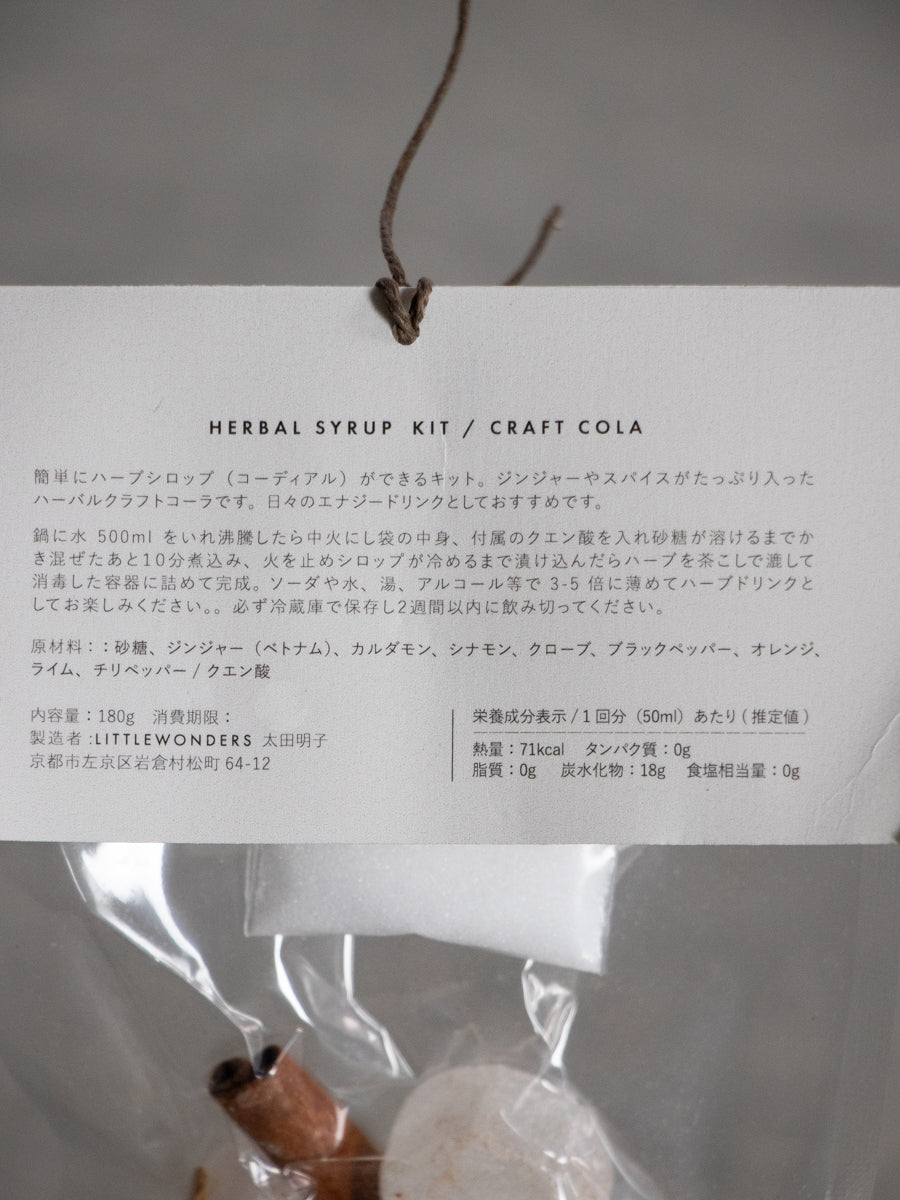 HERBAL SYRUP KIT / CRAFT COLA
簡単にハーブシロップ（コーディアル）ができるキット。ジンジャーやスパイスがたっぷり入った
ハーバルクラフトコーラです。日々のエナジードリンクとしておすすめです。
鍋に水 500ml をいれ沸騰したら中火にし袋の中身、付属のクエン酸を入れ砂糖が溶けるまでか
き混ぜたあと10分煮込み、火を止めシロップが冷めるまで漬け込んだらハーブを茶こしで漉して
消毒した容器に詰めて完成。ソーダや水、湯、アルコール等で 3-5 倍に薄めてハーブドリンクと
してお楽しみください。。必ず冷蔵庫で保存し2週間以内に飲み切ってください。
原材料：：砂糖、ジンジャー（ベトナム）、カルダモン、シナモン、クローブ、ブラックペッパー、オレンジ、
ライム、チリペッパー / クエン酸
内容量：180g　消費期限：
製造者 :LITTLEWONDERS 太田明子
京都市左京区岩倉村松町 64-12
栄養成分表示 / 1 回分（50ml）あたり ( 推定値 )
熱量：71kcal　タンパク質：0g
脂質：0g　炭水化物：18g　食塩相当量：0g